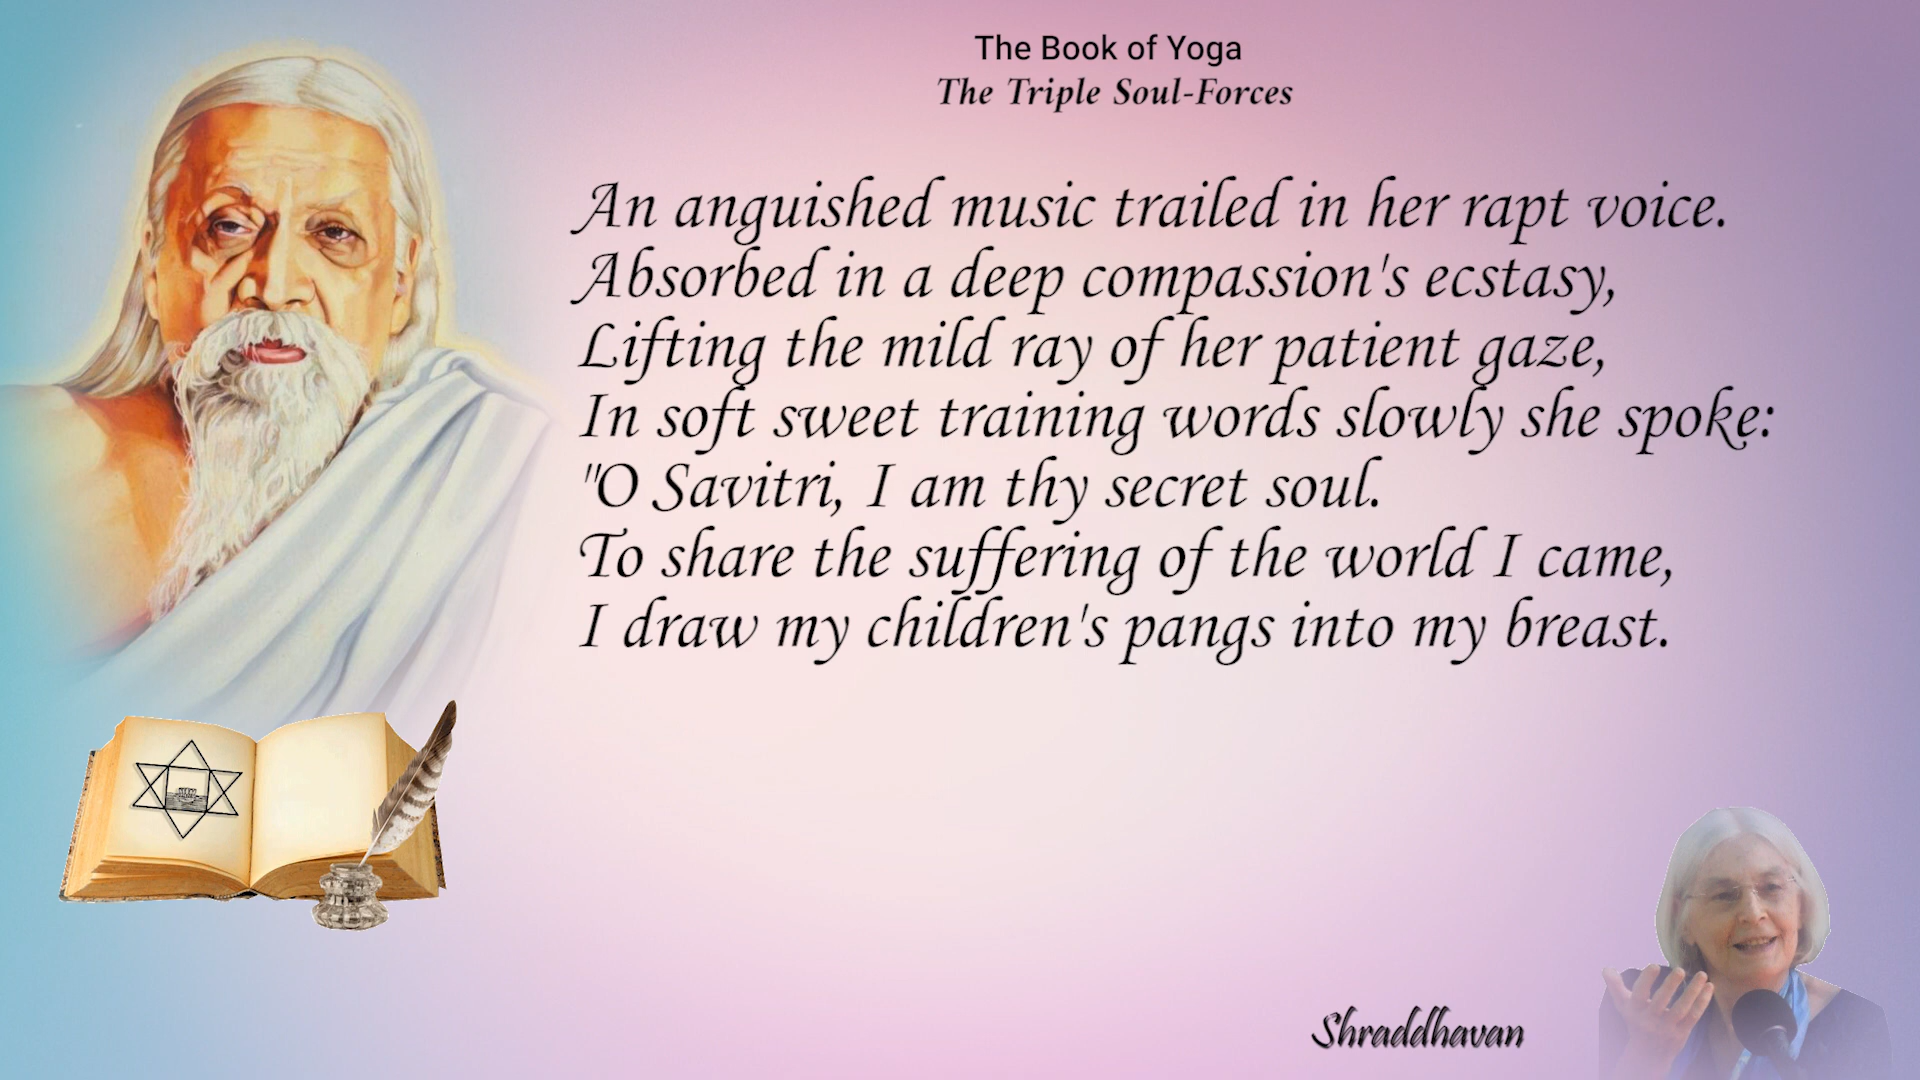 The Book of Yoga
The Triple Soul-Forces
An anguished music trailed in her rapt voice.
Absorbed in a deep compassion's ecstasy,
Lifting the mild ray of her patient gaze,
In soft sweet training words slowly she spoke:
"O Savitri, I am thy secret soul.
To share the suffering of the world I came,
I draw my children's pangs into my breast.
Shraddhavan